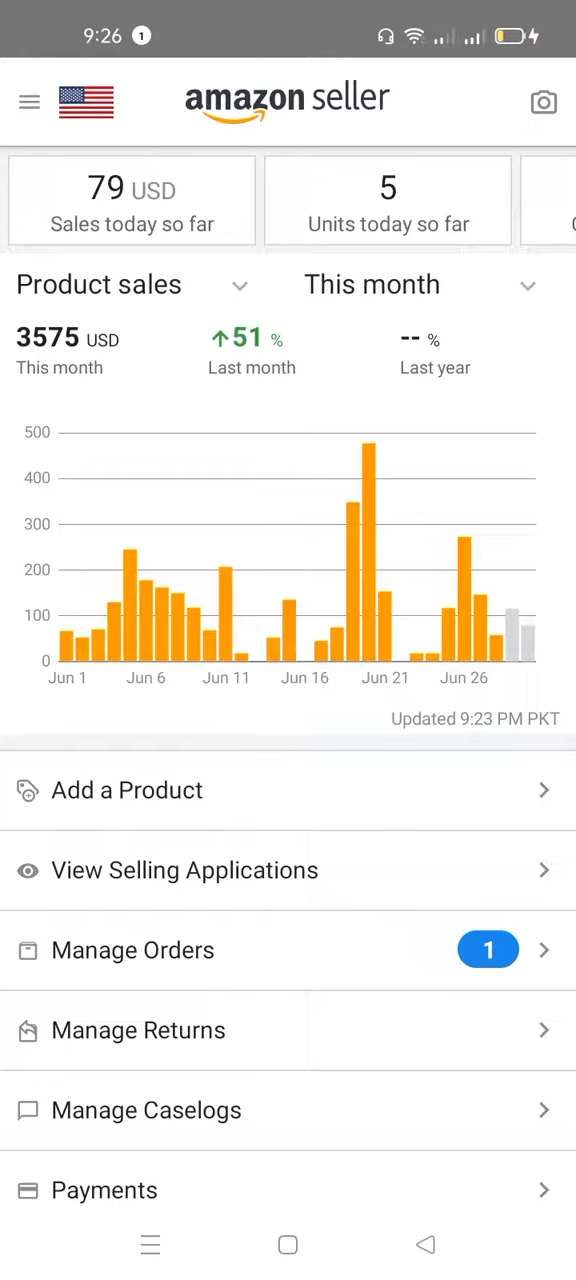 9:26 1
amazon seller
79 USD
Sales today so far
5
Units today so far
Product sales
This month
3575 USD
This month
↑51 %
Last month
-- %
Last year
500
400
300
200
100
0
Jun 1 Jun 6 Jun 11 Jun 16 Jun 21 Jun 26
Updated 9:23 PM PKT
Add a Product
View Selling Applications
Manage Orders 1
Manage Returns
Manage Caselogs
Payments